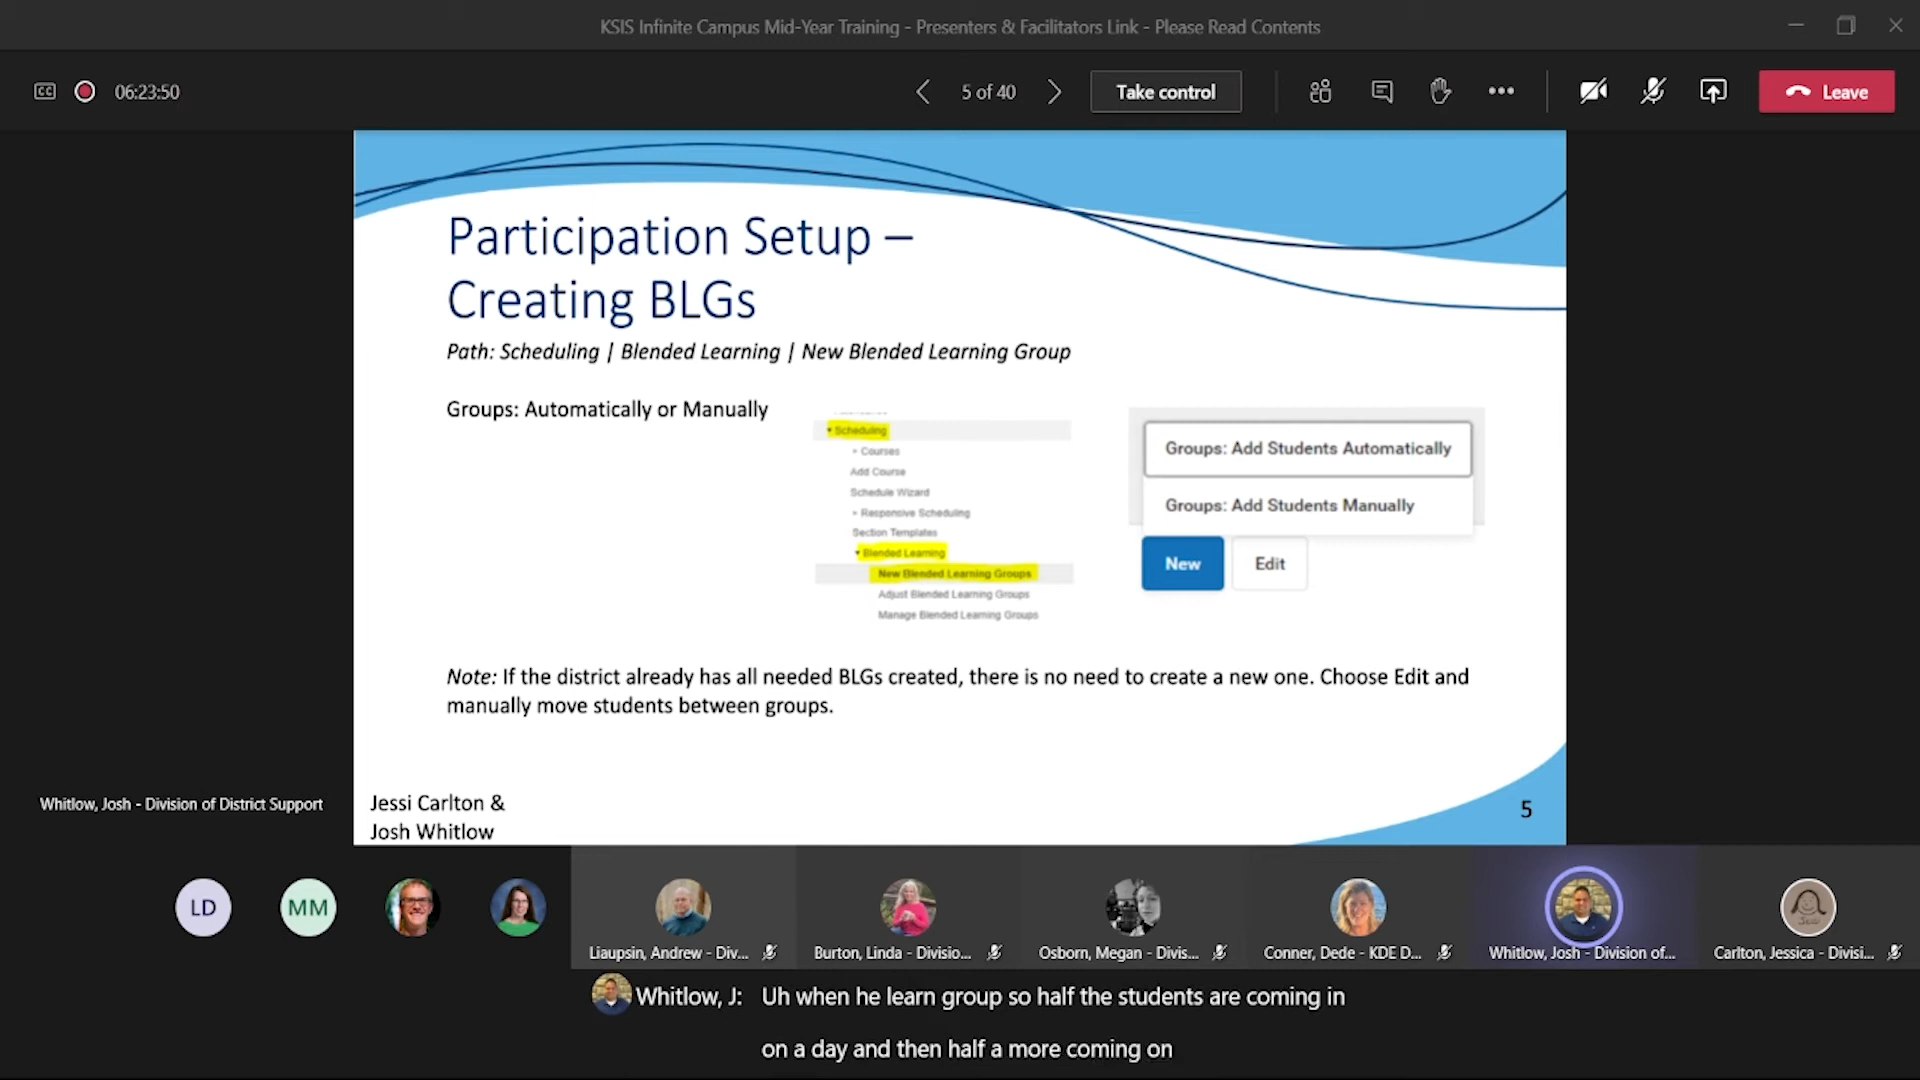 KSIS Infinite Campus Mid-Year Training - Presenters & Facilitators Link - Please Read Contents
CC
06:23:50
5 of 40
Take control
Leave
Participation Setup –
Creating BLGs
Path: Scheduling | Blended Learning | New Blended Learning Group
Groups: Automatically or Manually
Scheduling
Courses
Add Course
Schedule Wizard
Responsive Scheduling
Section Templates
Blended Learning
New Blended Learning Groups
Adjust Blended Learning Groups
Manage Blended Learning Groups
Groups: Add Students Automatically
Groups: Add Students Manually
New
Edit
Note: If the district already has all needed BLGs created, there is no need to create a new one. Choose Edit and
manually move students between groups.
Whitlow, Josh - Division of District Support
Jessi Carlton &
Josh Whitlow
5
LD
MM
Liaupsin, Andrew - Div...
Burton, Linda - Divisio...
Osborn, Megan - Divis...
Conner, Dede - KDE D...
Whitlow, Josh - Division of...
Carlton, Jessica - Divisi...
Whitlow, J: Uh when he learn group so half the students are coming in
on a day and then half a more coming on